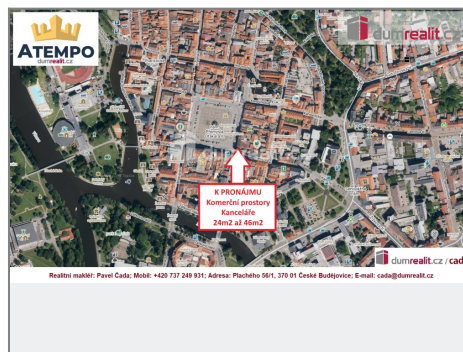 ATEMPO
dumrealit.cz
dumrealit.cz
K PRONÁJMU
Komerční prostory
Kanceláře
24m2 až 46m2
dumrealit.cz / cada
Realitní makléř: Pavel Čada; Mobil: +420 737 249 931; Adresa: Plachého 56/1, 370 01 České Budějovice; E-mail: cada@dumrealit.cz